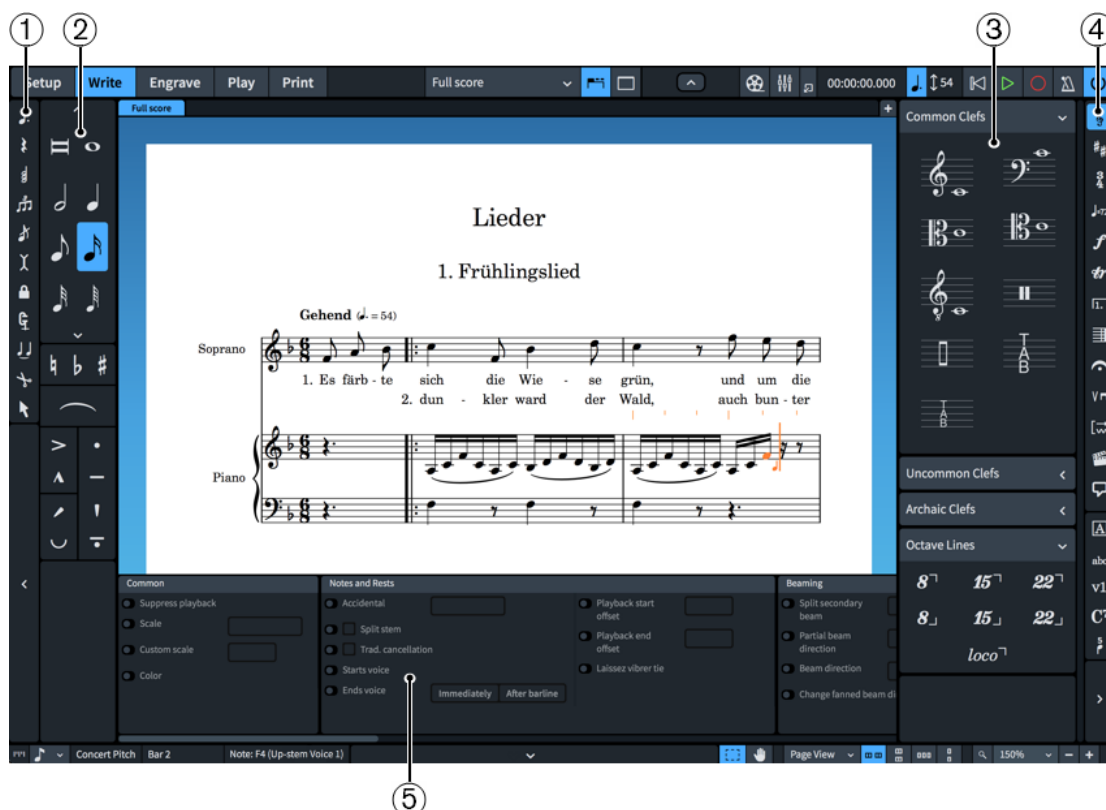 ① ② ③ ④
Setup Write Engrave Play Print Full score 00:00:00.000 54
Full score
Common Clefs
Lieder
1. Frühlingslied
Gehend (♩. = 54)
Soprano
1. Es färb - te sich die Wie - se grün, und um die
2. dun - kler ward der Wald, auch bun - ter
Piano
Uncommon Clefs
Archaic Clefs
Octave Lines
8 15 22
8 15 22
loco
Common
Suppress playback
Scale
Custom scale
Color
Notes and Rests
Accidental
Split stem
Trad. cancellation
Starts voice
Ends voice
Immediately After barline
Playback start
offset
Playback end
offset
Laissez vibrer tie
Beaming
Split secondary
beam
Partial beam
direction
Beam direction
Change fanned beam di
Concert Pitch Bar 2 Note: F4 (Up-stem Voice 1) Page View 150%
⑤